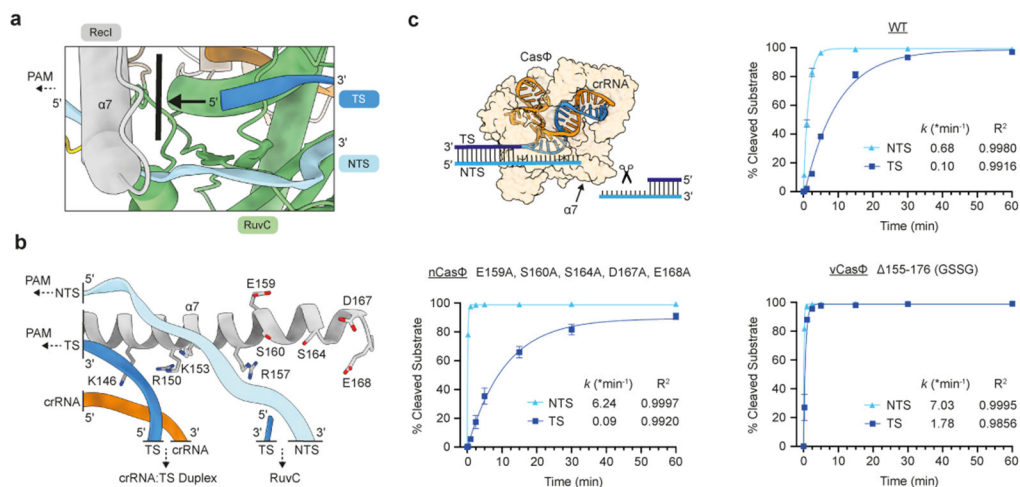 a
RecI
PAM
α7
5'
3'
TS
3'
NTS
RuvC
b
PAM
5'
NTS
α7
E159
D167
PAM
5'
TS
S160
S164
K146
R150
K153
R157
E168
crRNA
5'
5'
3'
3'
5'
3'
3'
TS
crRNA
TS
NTS
crRNA:TS Duplex
RuvC
c
CasΦ
crRNA
3'
TS
5'
NTS
5'
3'
α7
WT
% Cleaved Substrate
100
80
60
40
20
0
k (*min-1) R2
NTS 0.68 0.9980
TS 0.10 0.9916
0 10 20 30 40 50 60
Time (min)
nCasΦ E159A, S160A, S164A, D167A, E168A
% Cleaved Substrate
100
80
60
40
20
0
k (*min-1) R2
NTS 6.24 0.9997
TS 0.09 0.9920
0 10 20 30 40 50 60
Time (min)
vCasΦ Δ155-176 (GSSG)
% Cleaved Substrate
100
80
60
40
20
0
k (*min-1) R2
NTS 7.03 0.9995
TS 1.78 0.9856
0 10 20 30 40 50 60
Time (min)